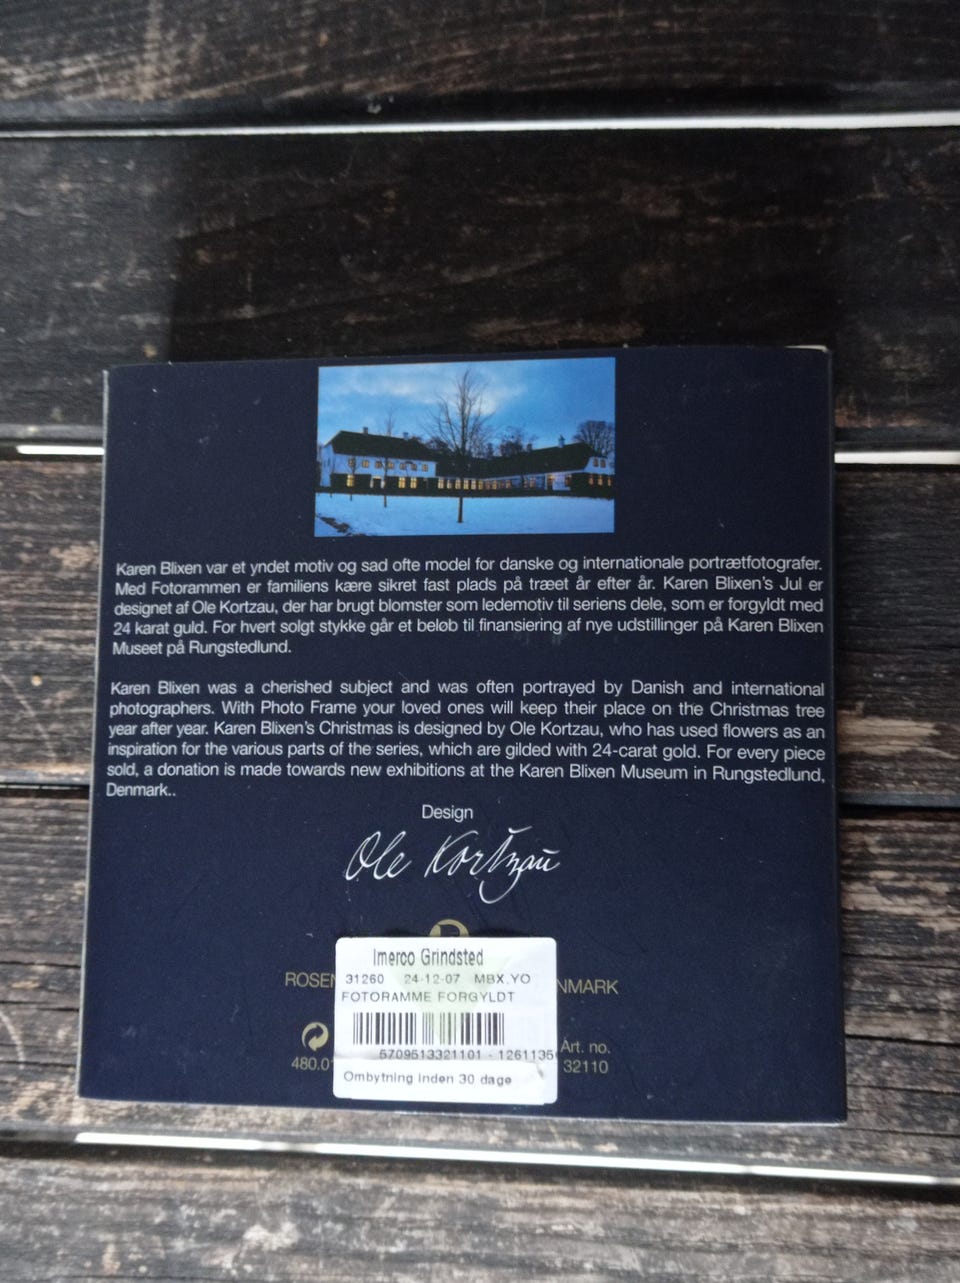 Karen Blixen var et yndet motiv og sad ofte model for danske og internationale portrætfotografer.
Med Fotorammen er familiens kære sikret fast plads på træet år efter år. Karen Blixen's Jul er
designet af Ole Kortzau, der har brugt blomster som ledemotiv til seriens dele, som er forgyldt med
24 karat guld. For hvert solgt stykke går et beløb til finansiering af nye udstillinger på Karen Blixen
Museet på Rungstedlund.
Karen Blixen was a cherished subject and was often portrayed by Danish and international
photographers. With Photo Frame your loved ones will keep their place on the Christmas tree
year after year. Karen Blixen's Christmas is designed by Ole Kortzau, who has used flowers as an
inspiration for the various parts of the series, which are gilded with 24-carat gold. For every piece
sold, a donation is made towards new exhibitions at the Karen Blixen Museum in Rungstedlund,
Denmark..
Design
Ole Kortzau
Imerco Grindsted
31260 24-12-07 MBX.YO
ROSEN NMARK
FOTORAMME FORGYLDT
5709513321101 - 1261135
Art. no.
480.01 32110
Ombytning inden 30 dage